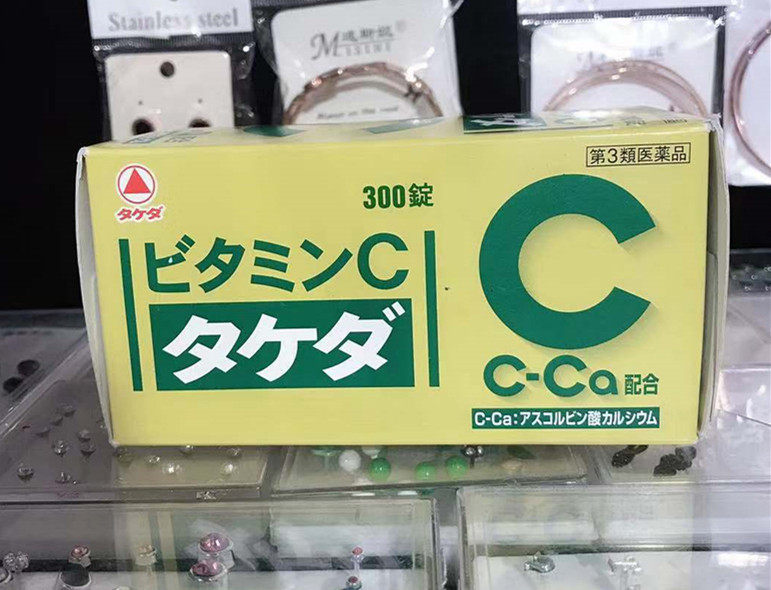 Stainless steel
MISENI
第3類医薬品
タケダ
300錠
ビタミンC
タケダ
C
C-Ca配合
C-Ca:アスコルビン酸カルシウム